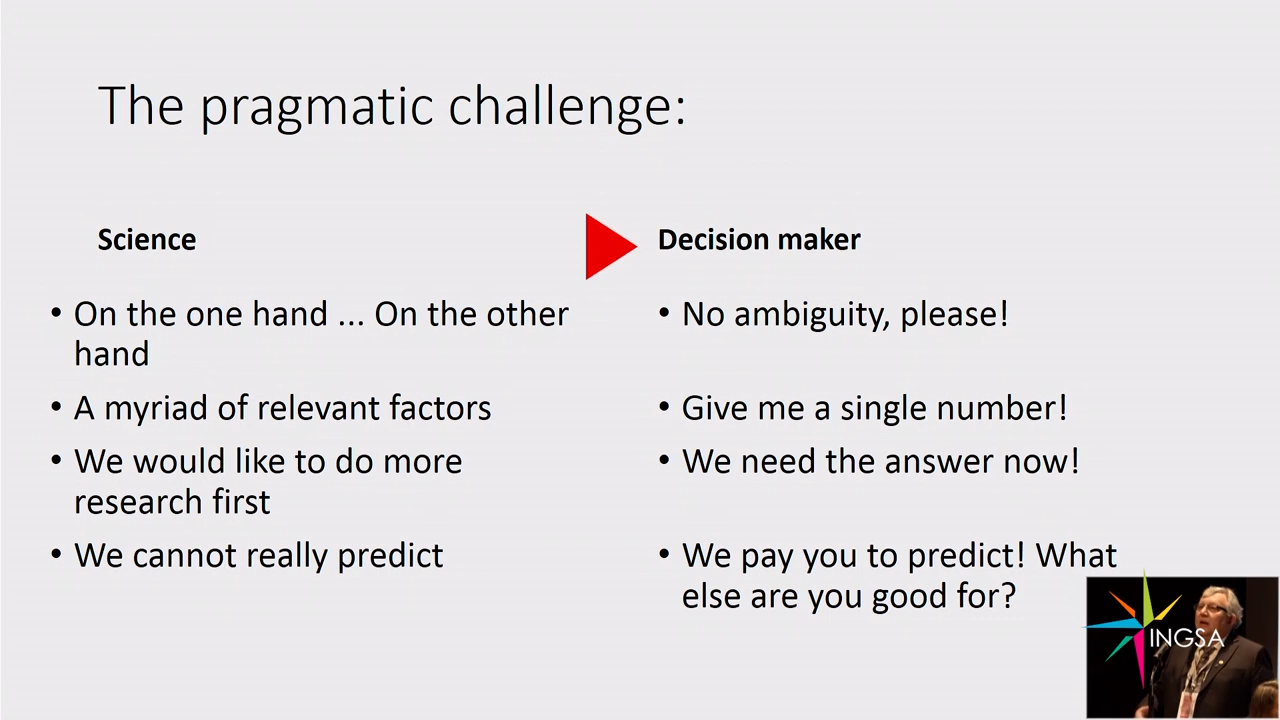 The pragmatic challenge:
Science
Decision maker
• On the one hand ... On the other
hand
• No ambiguity, please!
• A myriad of relevant factors
• Give me a single number!
• We would like to do more
research first
• We need the answer now!
• We cannot really predict
• We pay you to predict! What
else are you good for?
INGSA